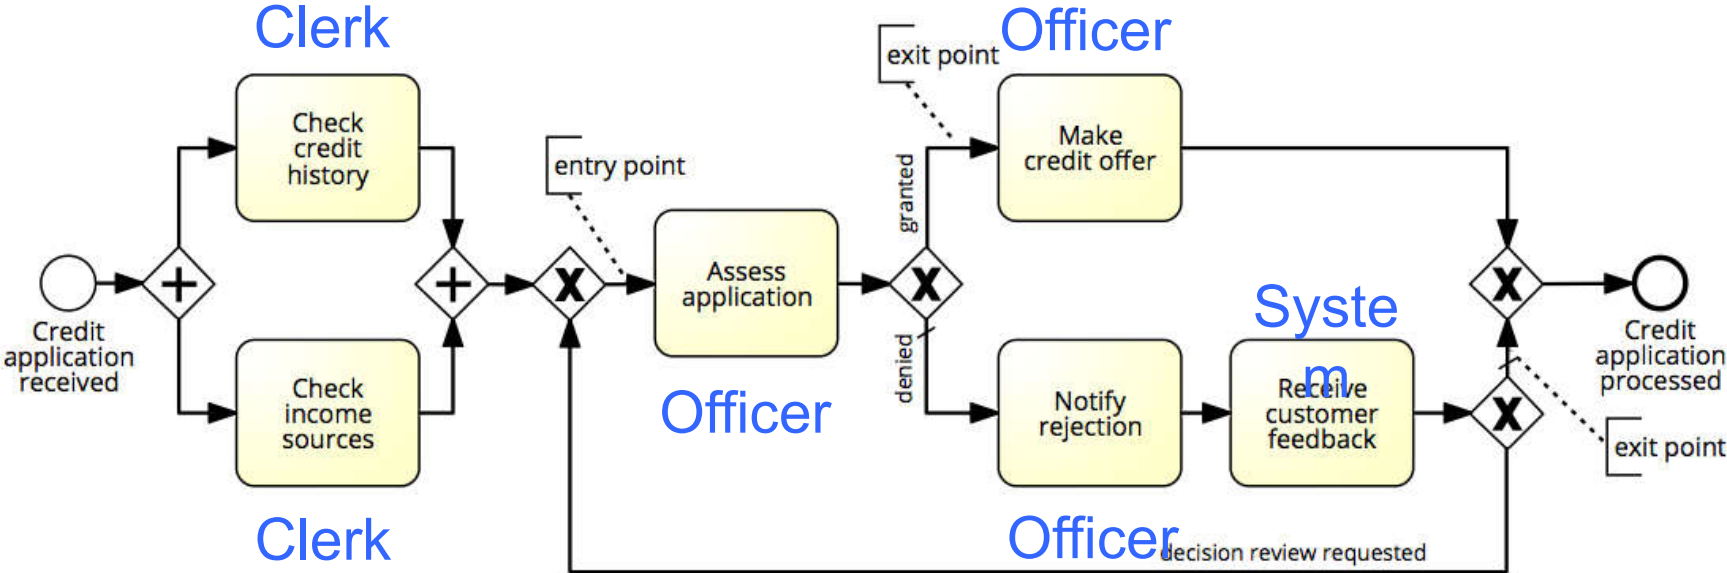 Clerk
Officer
exit point
Check
credit
history
Make
credit offer
entry point
granted
Assess
application
Syste
m
Credit
application
received
Credit
application
processed
denied
Check
income
sources
Officer
Notify
rejection
Receive
customer
feedback
exit point
Clerk
Officer
decision review requested